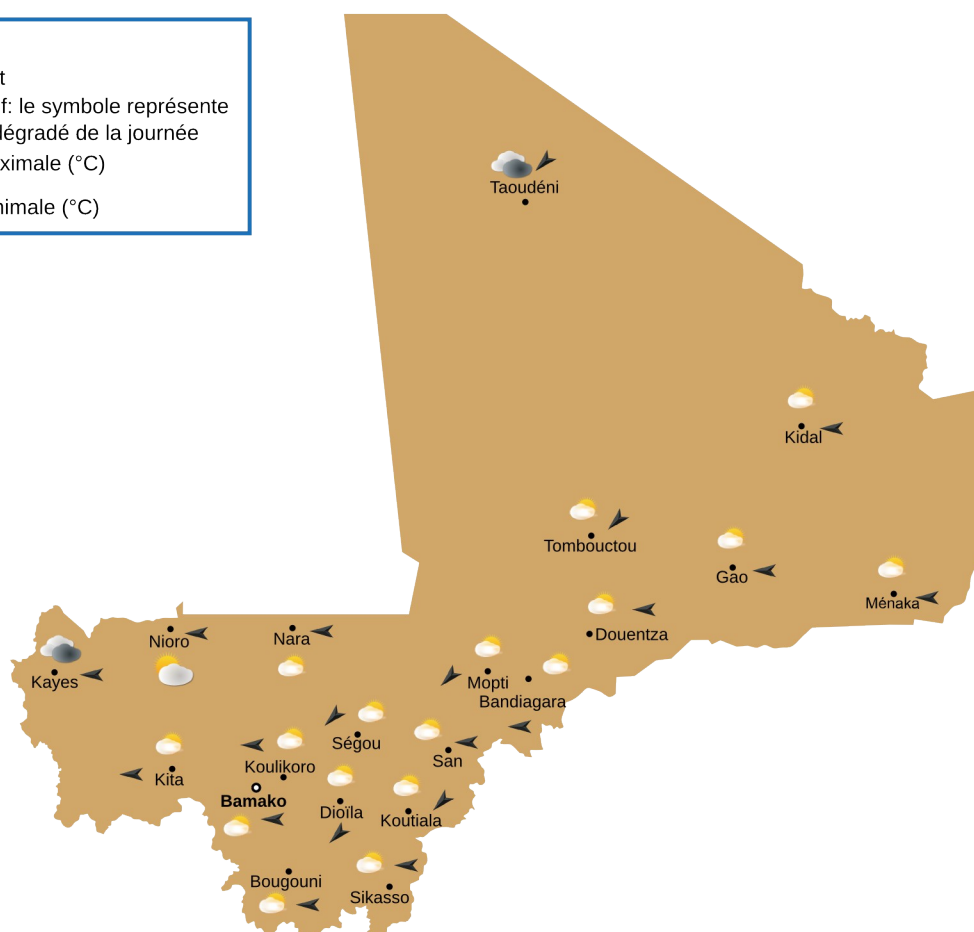 t
f: le symbole représente
dégradé de la journée
ximale (°C)
nimale (°C)
Taoudéni
Kidal
Tombouctou
Gao
Ménaka
Douentza
Nioro
Nara
Kayes
Mopti
Bandiagara
Ségou
San
Koulikoro
Kita
Bamako
Dioïla
Koutiala
Bougouni
Sikasso